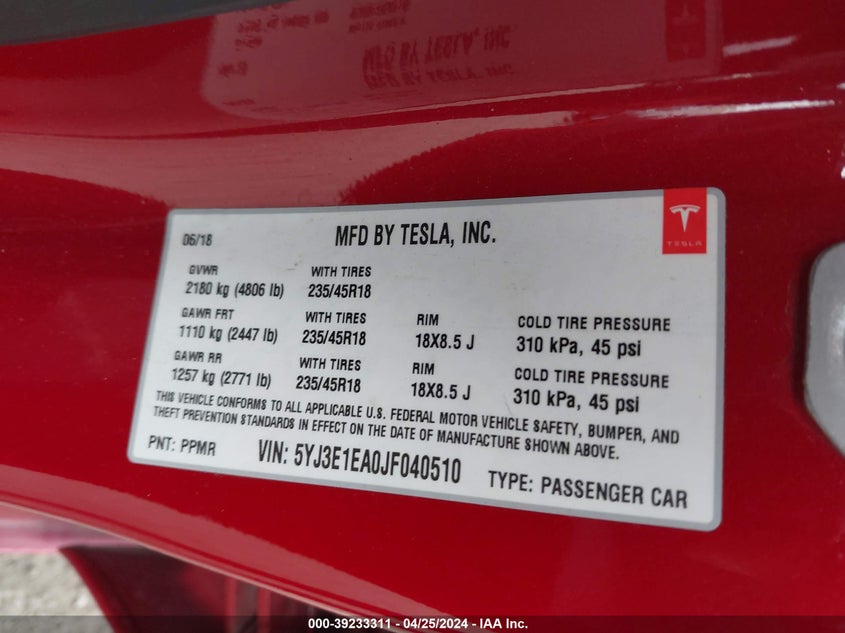 06/18 MFD BY TESLA, INC.
TESLA
GVWR WITH TIRES
2180 kg (4806 lb) 235/45R18
GAWR FRT WITH TIRES RIM COLD TIRE PRESSURE
1110 kg (2447 lb) 235/45R18 18X8.5 J 310 kPa, 45 psi
GAWR RR WITH TIRES RIM COLD TIRE PRESSURE
1257 kg (2771 lb) 235/45R18 18X8.5 J 310 kPa, 45 psi
THIS VEHICLE CONFORMS TO ALL APPLICABLE U.S. FEDERAL MOTOR VEHICLE SAFETY, BUMPER, AND
THEFT PREVENTION STANDARDS IN EFFECT ON THE DATE OF MANUFACTURE SHOWN ABOVE.
PNT: PPMR VIN: 5YJ3E1EA0JF040510 TYPE: PASSENGER CAR
000-39233311 - 04/25/2024 - IAA Inc.